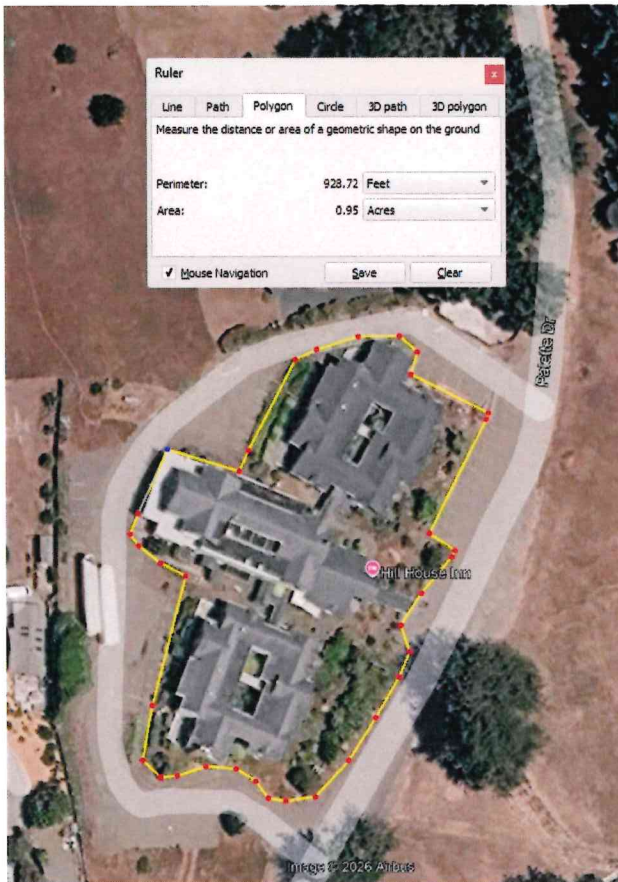 Ruler
Line Path Polygon Circle 3D path 3D polygon
Measure the distance or area of a geometric shape on the ground
Perimeter: 928.72 Feet
Area: 0.95 Acres
Mouse Navigation Save Clear
Palette Dr
Hill House Inn
Image © 2026 Airbus